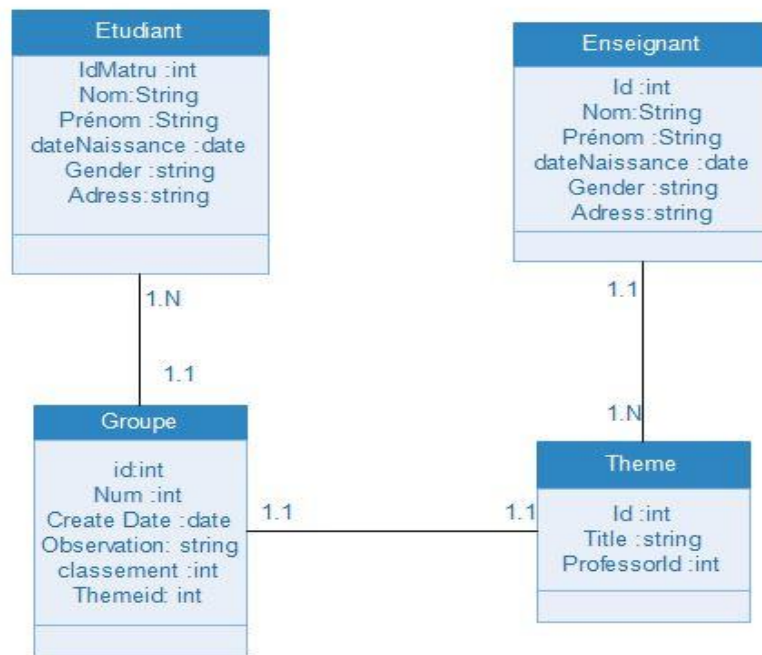 Etudiant
IdMatru :int
Nom:String
Prénom :String
dateNaissance :date
Gender :string
Adress:string
Enseignant
Id :int
Nom:String
Prénom :String
dateNaissance :date
Gender :string
Adress:string
1.N
1.1
1.1
1.N
Groupe
id:int
Num :int
Create Date :date
Observation: string
classement :int
Themeid: int
1.1
1.1
Theme
Id :int
Title :string
ProfessorId :int